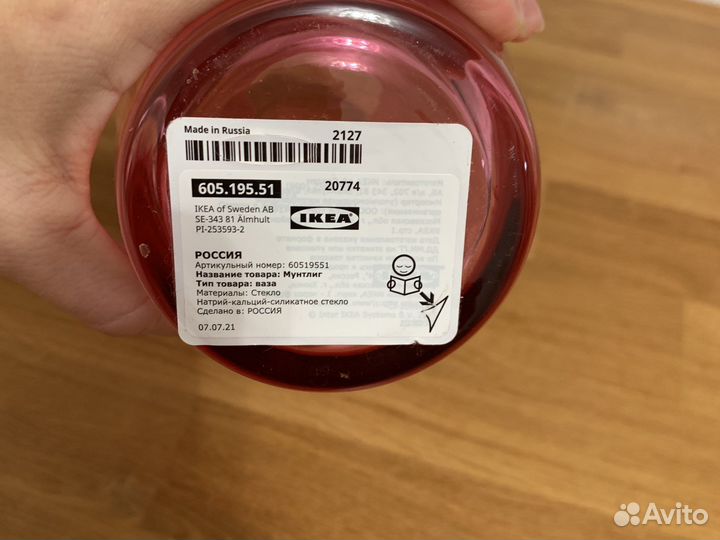 Made in Russia 2127
605.195.51 20774
IKEA of Sweden AB
SE-343 81 Älmhult
PI-253593-2
IKEA
РОССИЯ
Артикульный номер: 60519551
Название товара: Мунтлиг
Тип товара: ваза
Материалы: Стекло
Натрий-кальций-силикатное стекло
Сделано в: РОССИЯ
07.07.21
Avito